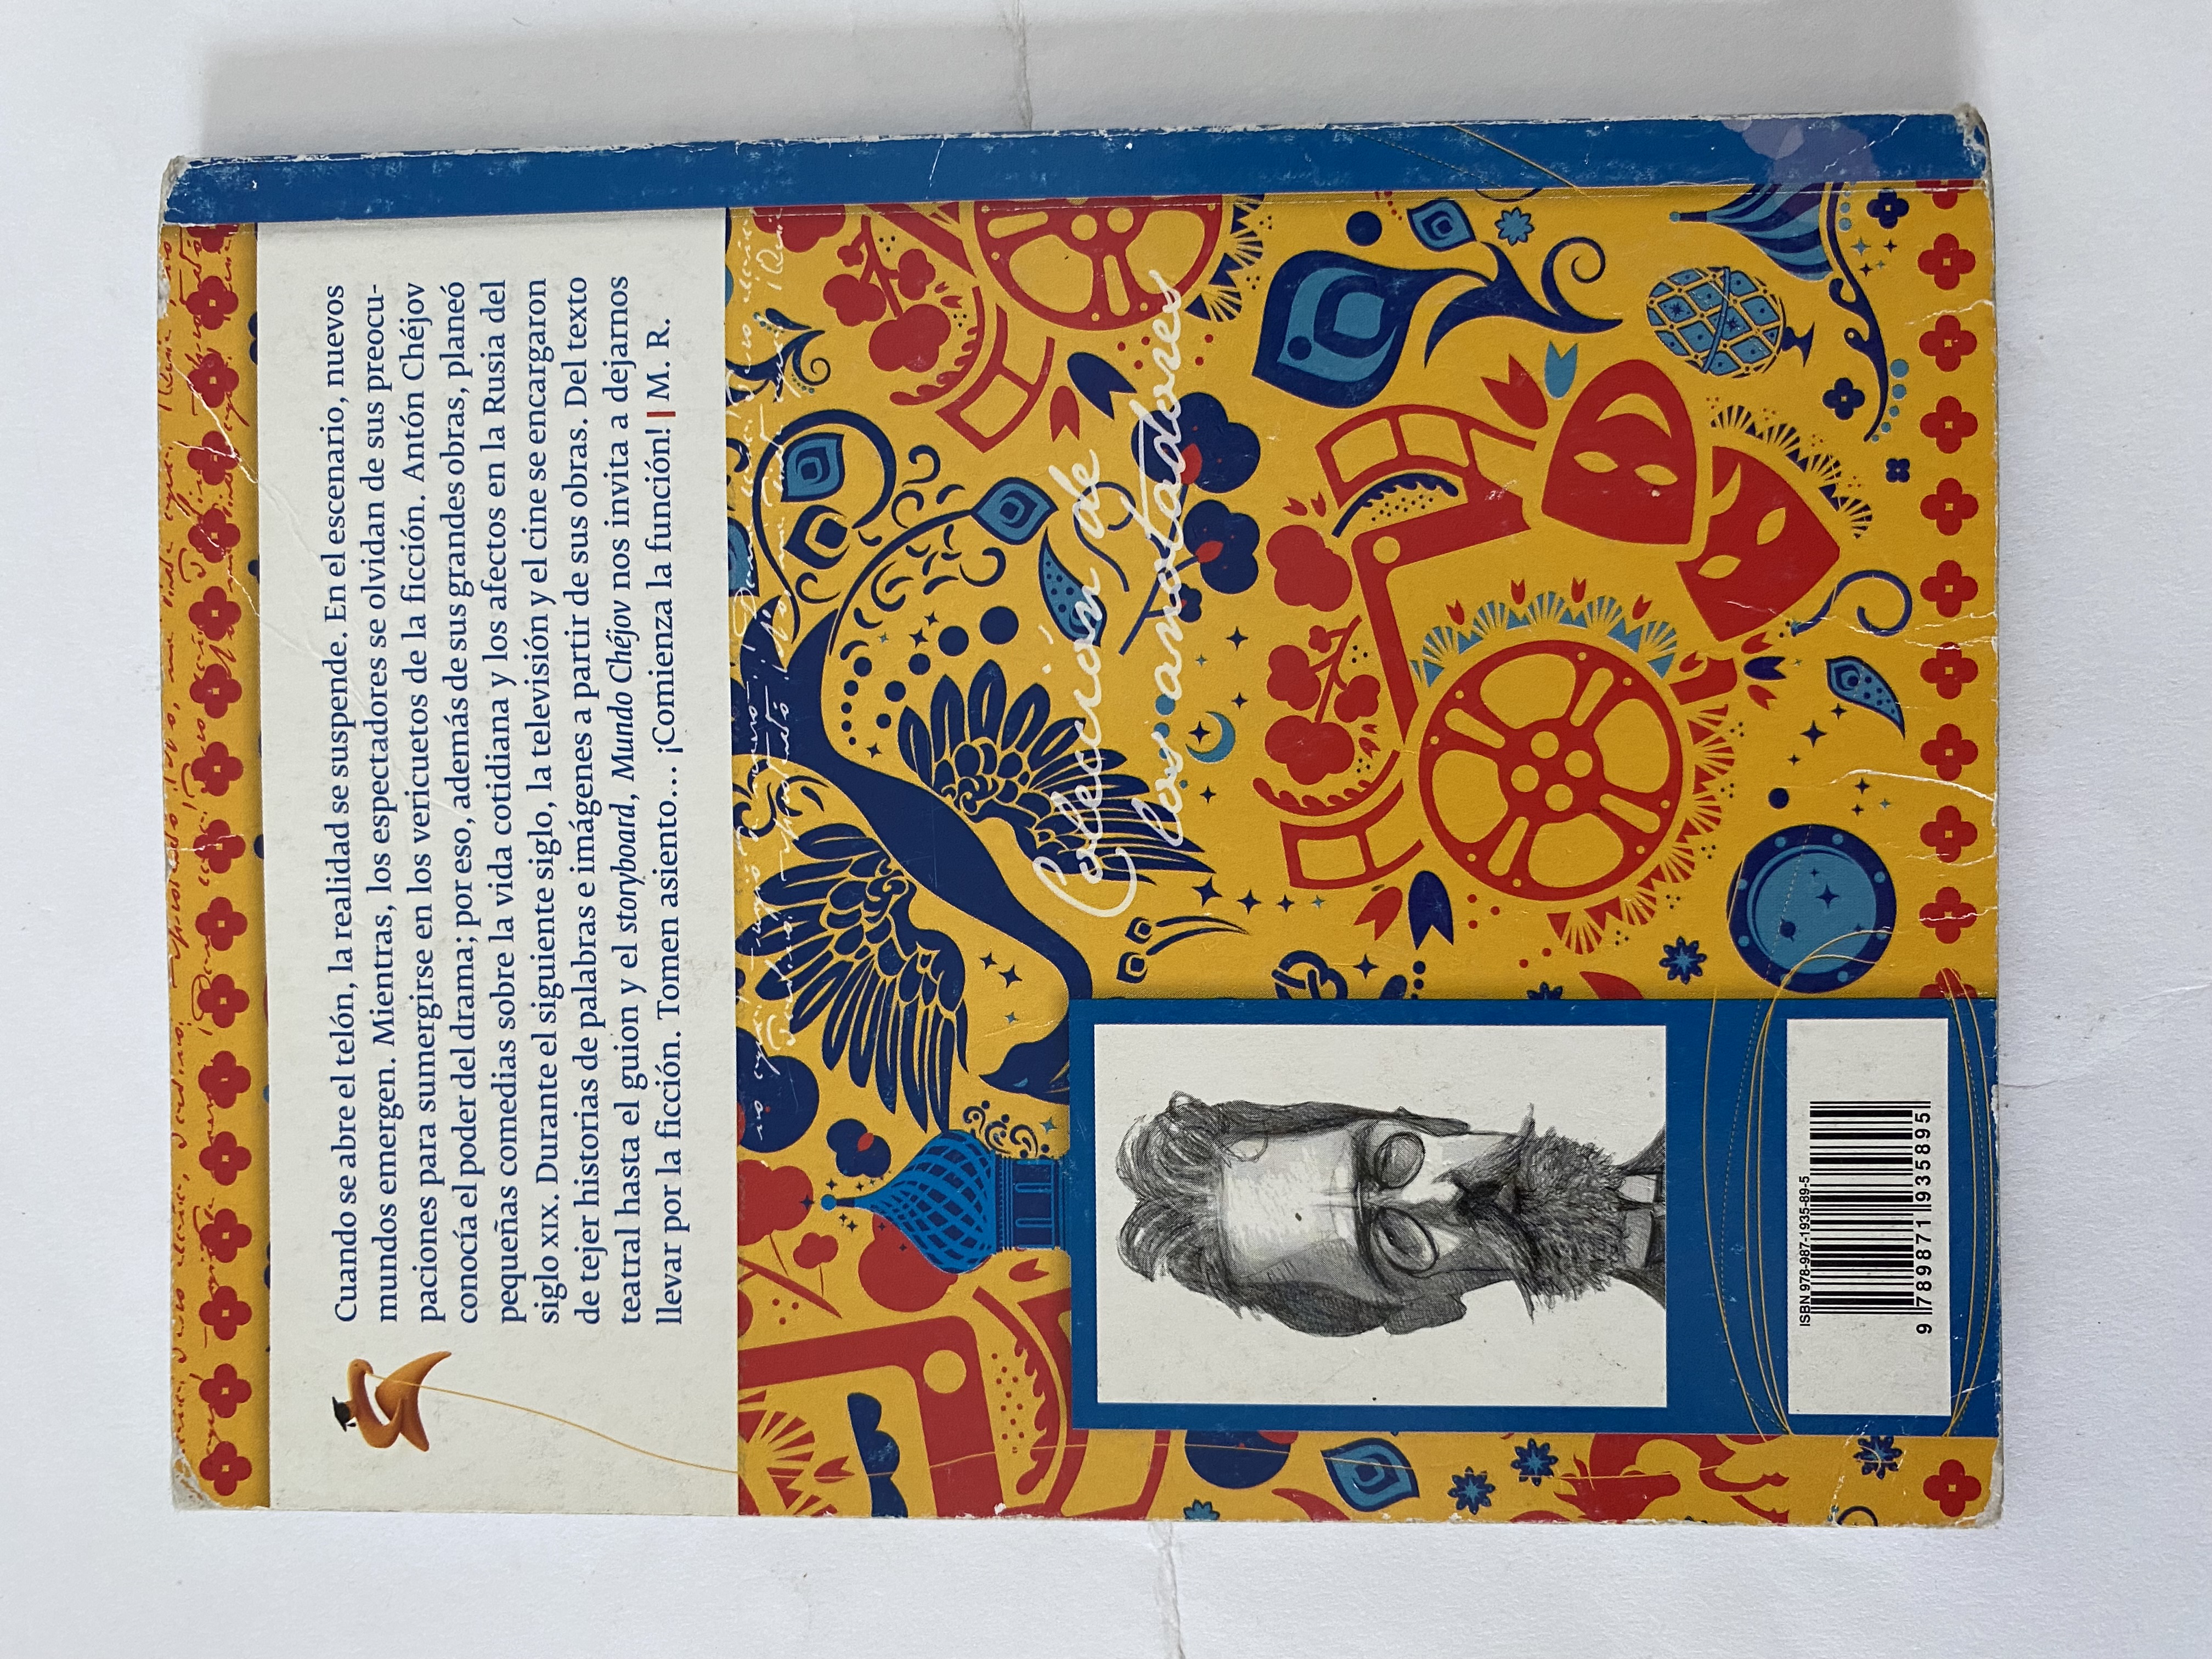 Cuando se abre el telón, la realidad se suspende. En el escenario, nuevos
mundos emergen. Mientras, los espectadores se olvidan de sus preocu-
paciones para sumergirse en los vericuetos de la ficción. Antón Chéjov
conocía el poder del drama; por eso, además de sus grandes obras, planeó
pequeñas comedias sobre la vida cotidiana y los afectos en la Rusia del
siglo XIX. Durante el siguiente siglo, la televisión y el cine se encargaron
de tejer historias de palabras e imágenes a partir de sus obras. Del texto
teatral hasta el guion y el storyboard, Mundo Chéjov nos invita a dejarnos
llevar por la ficción. Tomen asiento... ¡Comienza la función! | M. R.
Colección de
los anotadores
ISBN 978-987-1935-89-5
9 789871 935895